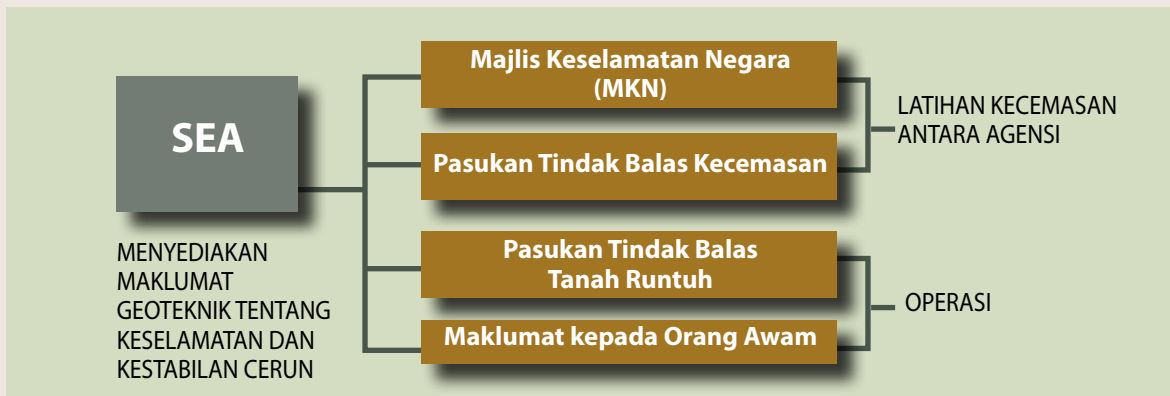 SEA
MENYEDIAKAN
MAKLUMAT
GEOTEKNIK TENTANG
KESELAMATAN DAN
KESTABILAN CERUN
Majlis Keselamatan Negara
(MKN)
Pasukan Tindak Balas Kecemasan
LATIHAN KECEMASAN
ANTARA AGENSI
Pasukan Tindak Balas
Tanah Runtuh
Maklumat kepada Orang Awam
OPERASI